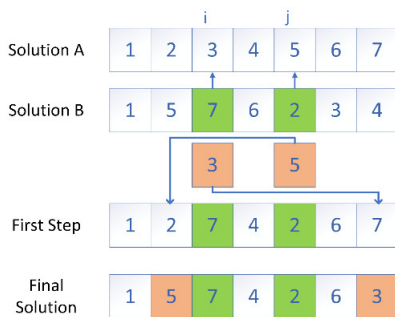 i j
Solution A 1 2 3 4 5 6 7
Solution B 1 5 7 6 2 3 4
3 5
First Step 1 2 7 4 2 6 7
Final
Solution 1 5 7 4 2 6 3